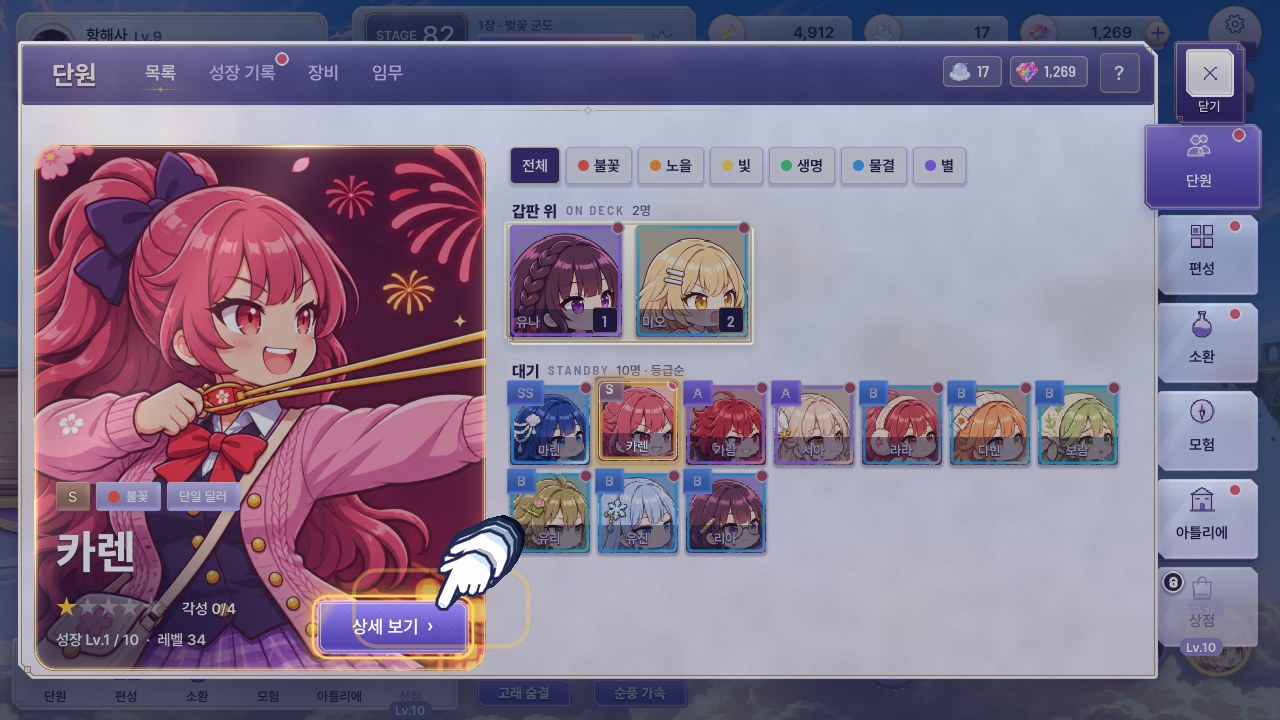 항해사 Lv.9
STAGE 82
1장 · 벚꽃 군도
4,912
17
1,269
단원
목록
성장 기록
장비
임무
17
1,269
?
닫기
전체
불꽃
노을
빛
생명
물결
별
갑판 위 ON DECK 2명
유나
1
미오
2
대기 STANDBY 10명 · 등급순
SS
마린
S
카렌
A
카람
A
서아
B
라라
B
다빈
B
보람
B
유리
B
유진
B
리아
S
불꽃
단일 딜러
카렌
각성 0/4
성장 Lv.1 / 10 · 레벨 34
상세 보기 ›
단원
편성
소환
모험
아틀리에
상점
Lv.10
단원
편성
소환
모험
아틀리에
상점
Lv.10
고래 숨결
순풍 가속